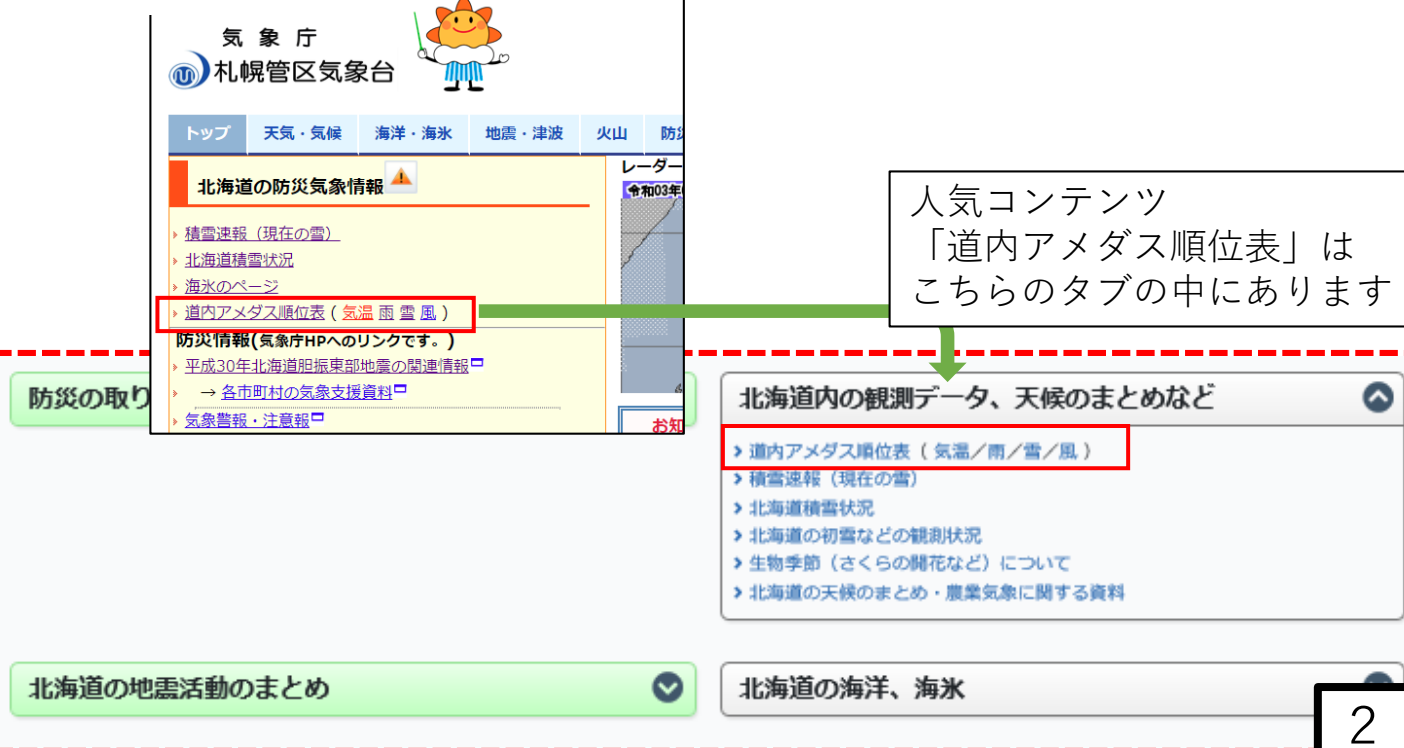 気 象 庁
札幌管区気象台
トップ 天気・気候 海洋・海氷 地震・津波 火山
北海道の防災気象情報
積雪速報（現在の雪）
北海道積雪状況
海氷のページ
道内アメダス順位表 ( 気温 雨 雪 風 )
防災情報(気象庁HPへのリンクです。)
平成30年北海道胆振東部地震の関連情報
→ 各市町村の気象支援資料
気象警報・注意報
レーダー
令和03年
お知
人気コンテンツ
「道内アメダス順位表」は
こちらのタブの中にあります
防災の取り
北海道内の観測データ、天候のまとめなど
道内アメダス順位表（ 気温／雨／雪／風 ）
積雪速報（現在の雪）
北海道積雪状況
北海道の初雪などの観測状況
生物季節（さくらの開花など）について
北海道の天候のまとめ・農業気象に関する資料
北海道の地震活動のまとめ
北海道の海洋、海氷
2